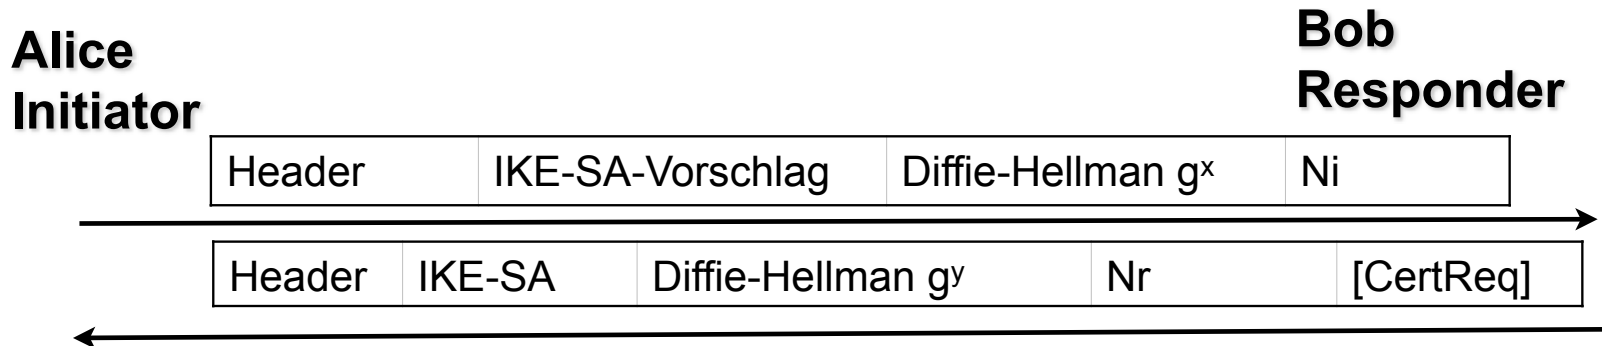 Alice
Initiator
Bob
Responder
Header IKE-SA-Vorschlag Diffie-Hellman gˣ Ni
Header IKE-SA Diffie-Hellman gʸ Nr [CertReq]